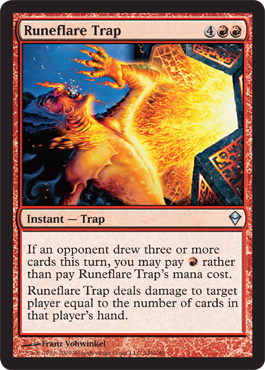 Runeflare Trap 4
Instant — Trap
If an opponent drew three or more
cards this turn, you may pay rather
than pay Runeflare Trap's mana cost.
Runeflare Trap deals damage to target
player equal to the number of cards in
that player's hand.
Franz Vohwinkel